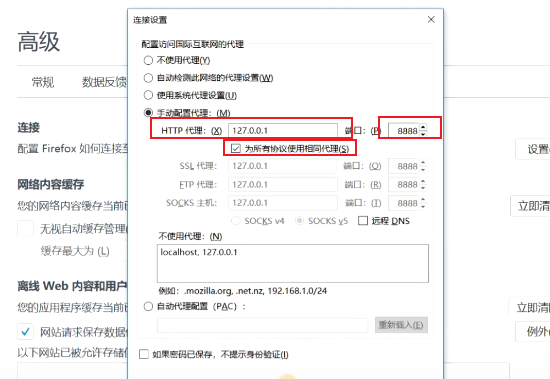 连接设置
高级
配置访问国际互联网的代理
不使用代理(Y)
自动检测此网络的代理设置(W)
常规 数据反馈
使用系统代理设置(U)
手动配置代理：(M)
连接
HTTP 代理：(X) 127.0.0.1 端口：(P) 8888
配置 Firefox 如何连接至
为所有协议使用相同代理(S)
设置
SSL 代理： 127.0.0.1 端口：(O) 8888
网络内容缓存
FTP 代理： 127.0.0.1 端口：(R) 8888
您的网络内容缓存当前已
SOCKS 主机： 127.0.0.1 端口：(T) 8888
立即清
无视自动缓存管理
SOCKS v4 SOCKS v5 远程 DNS
不使用代理：(N)
缓存最大为 (L)
localhost, 127.0.0.1
离线 Web 内容和用户
例如：.mozilla.org, .net.nz, 192.168.1.0/24
您的应用程序缓存当前已
自动代理配置（PAC）：
立即清
网站请求保存数据
重新载入(E)
例外
以下网站已被允许存储
如果密码已保存，不提示身份验证(I)